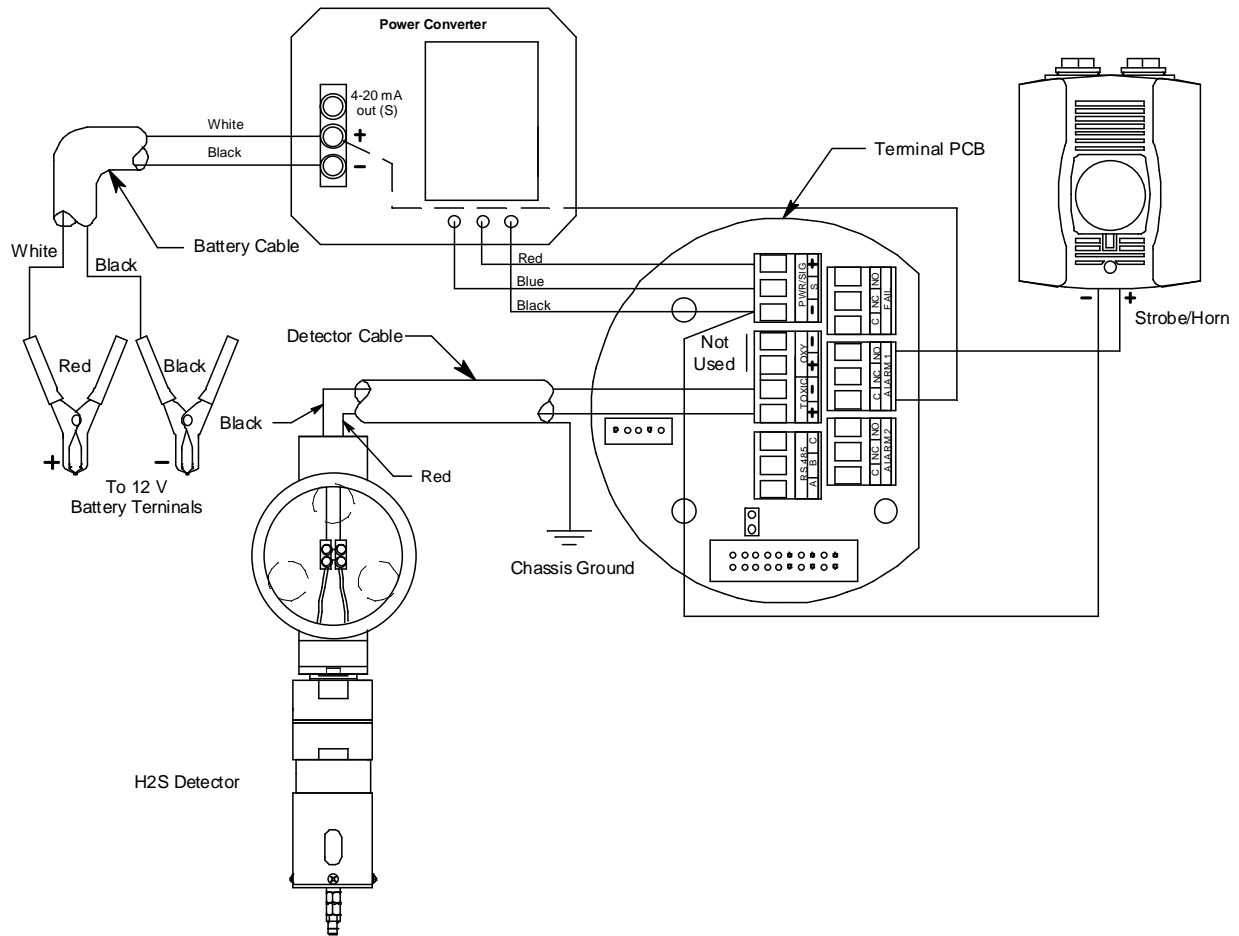 Power Converter
4-20 mA
out (S)
+
−
White
Black
Battery Cable
White
Black
Red
Black
+
−
To 12 V
Battery Terninals
Red
Blue
Black
Terminal PCB
− +
Strobe/Horn
Detector Cable
Not
Used
Black
Red
Chassis Ground
H2S Detector
PWR/SIG
− S +
OXY
+ −
TOXIC
+ −
RS 485
A B C
FAIL
C NC NO
ALARM 1
C NC NO
ALARM 2
C NC NO